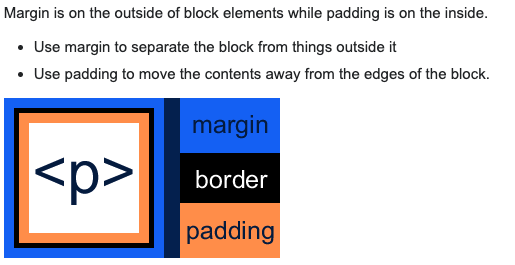 Margin is on the outside of block elements while padding is on the inside.
• Use margin to separate the block from things outside it
• Use padding to move the contents away from the edges of the block.
<p>
margin
border
padding